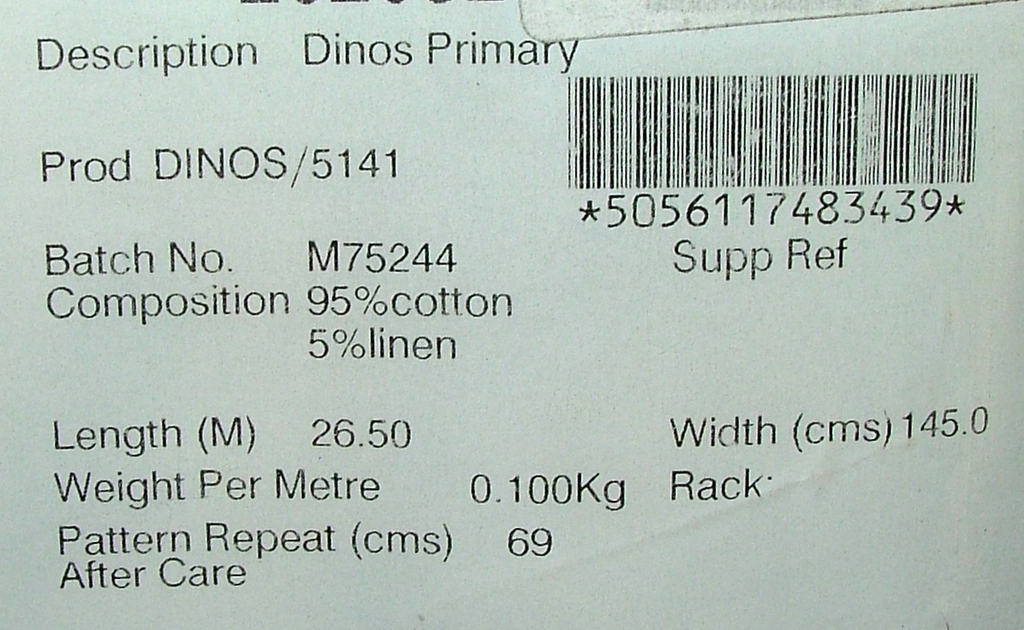 Description Dinos Primary
Prod DINOS/5141
*5056117483439*
Batch No. M75244 Supp Ref
Composition 95%cotton
5%linen
Length (M) 26.50 Width (cms) 145.0
Weight Per Metre 0.100Kg Rack:
Pattern Repeat (cms) 69
After Care